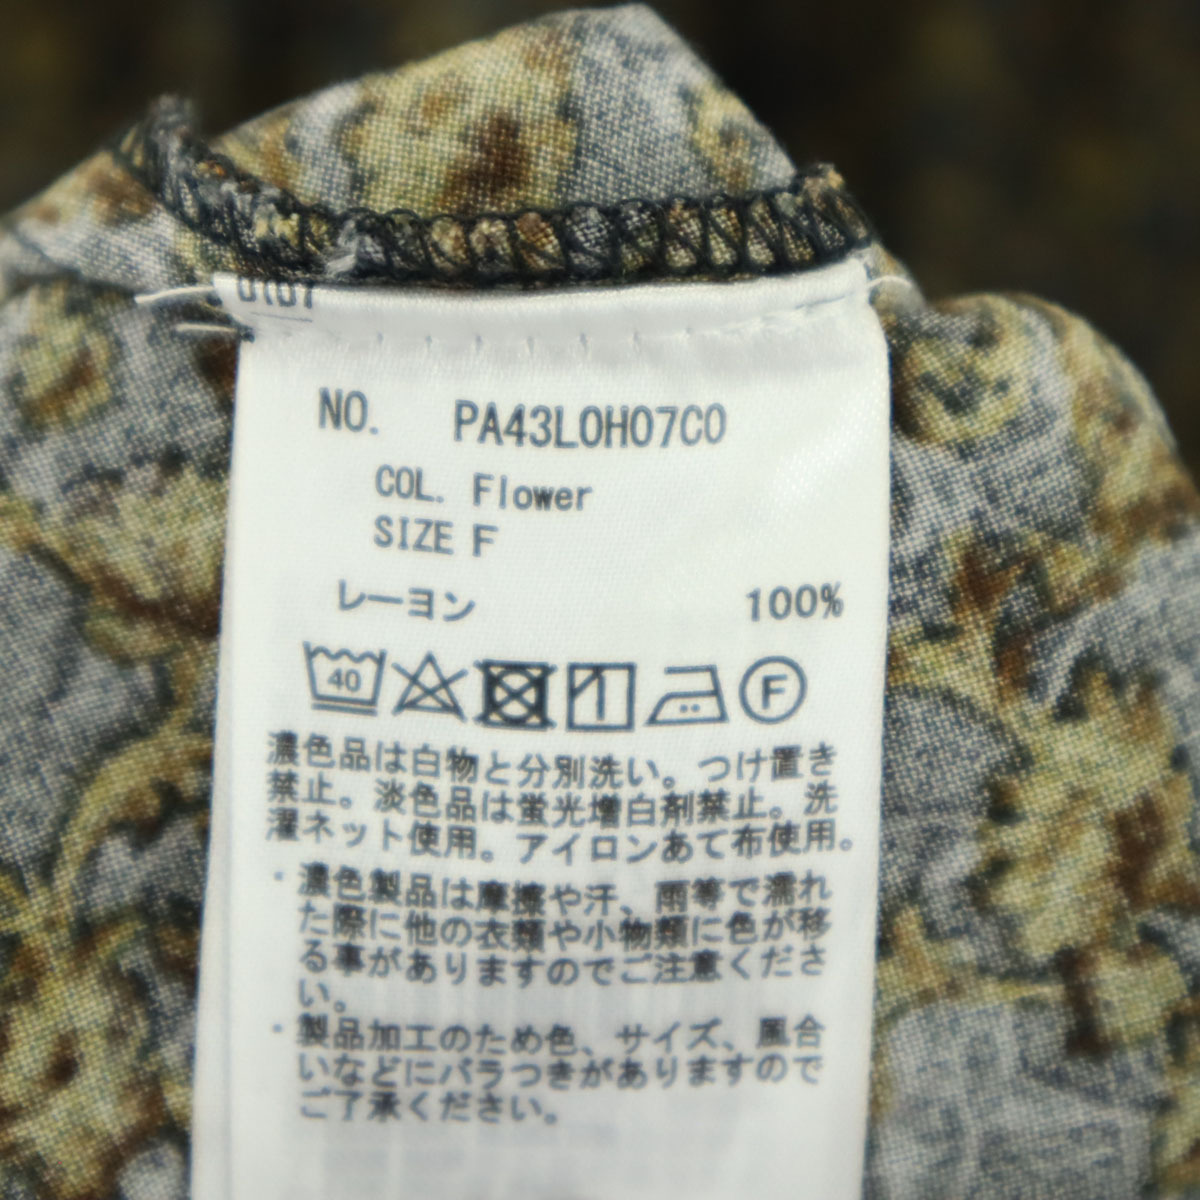 NO. PA43LOH07CO
COL. Flower
SIZE F
レーヨン 100%
40 F
濃色品は白物と分別洗い。つけ置き
禁止。淡色品は蛍光増白剤禁止。洗
濯ネット使用。アイロンあて布使用。
・濃色製品は摩擦や汗、雨等で濡れ
た際に他の衣類や小物類に色が移
る事がありますのでご注意くださ
い。
・製品加工のため色、サイズ、風合
いなどにバラつきがありますので
ご了承ください。